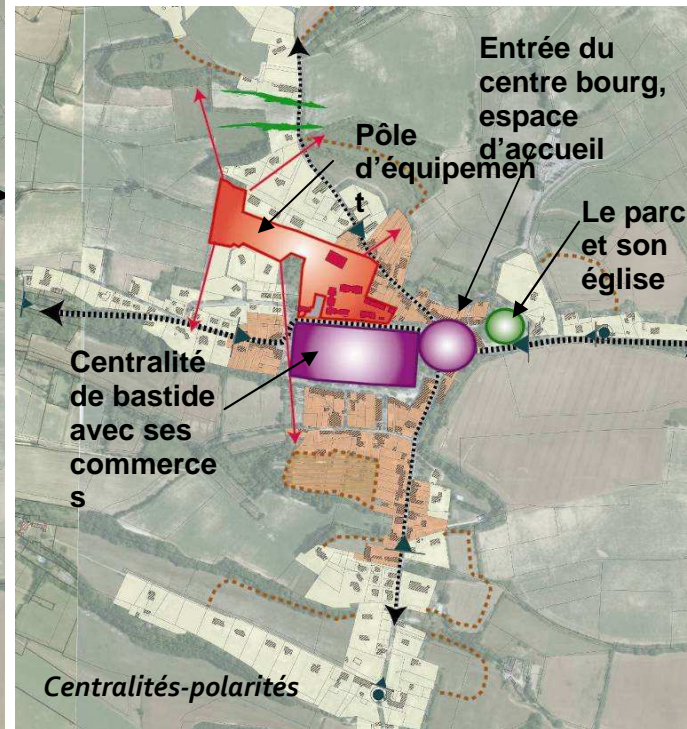 Entrée du
centre bourg,
espace
d'accueil
Pôle
d'équipemen
t
Le parc
et son
église
Centralité
de bastide
avec ses
commerce
s
Centralités-polarités